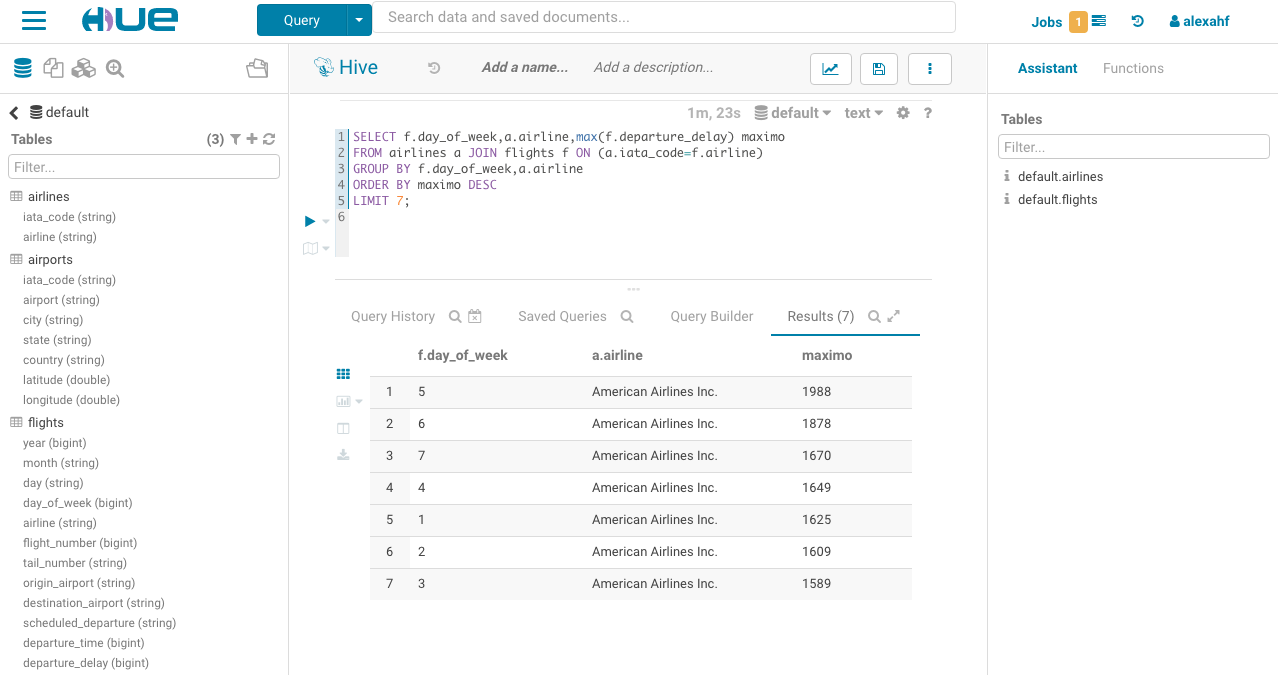 HUE
Query
Search data and saved documents...
Jobs 1
alexahf
default
Tables (3)
Filter...
airlines
iata_code (string)
airline (string)
airports
iata_code (string)
airport (string)
city (string)
state (string)
country (string)
latitude (double)
longitude (double)
flights
year (bigint)
month (string)
day (string)
day_of_week (bigint)
airline (string)
flight_number (bigint)
tail_number (string)
origin_airport (string)
destination_airport (string)
scheduled_departure (string)
departure_time (bigint)
departure_delay (bigint)
Hive Add a name... Add a description...
1m, 23s default text ?
1 SELECT f.day_of_week,a.airline,max(f.departure_delay) maximo
2 FROM airlines a JOIN flights f ON (a.iata_code=f.airline)
3 GROUP BY f.day_of_week,a.airline
4 ORDER BY maximo DESC
5 LIMIT 7;
6
Query History Saved Queries Query Builder Results (7)
f.day_of_week a.airline maximo
1 5 American Airlines Inc. 1988
2 6 American Airlines Inc. 1878
3 7 American Airlines Inc. 1670
4 4 American Airlines Inc. 1649
5 1 American Airlines Inc. 1625
6 2 American Airlines Inc. 1609
7 3 American Airlines Inc. 1589
Assistant Functions
Tables
Filter...
default.airlines
default.flights